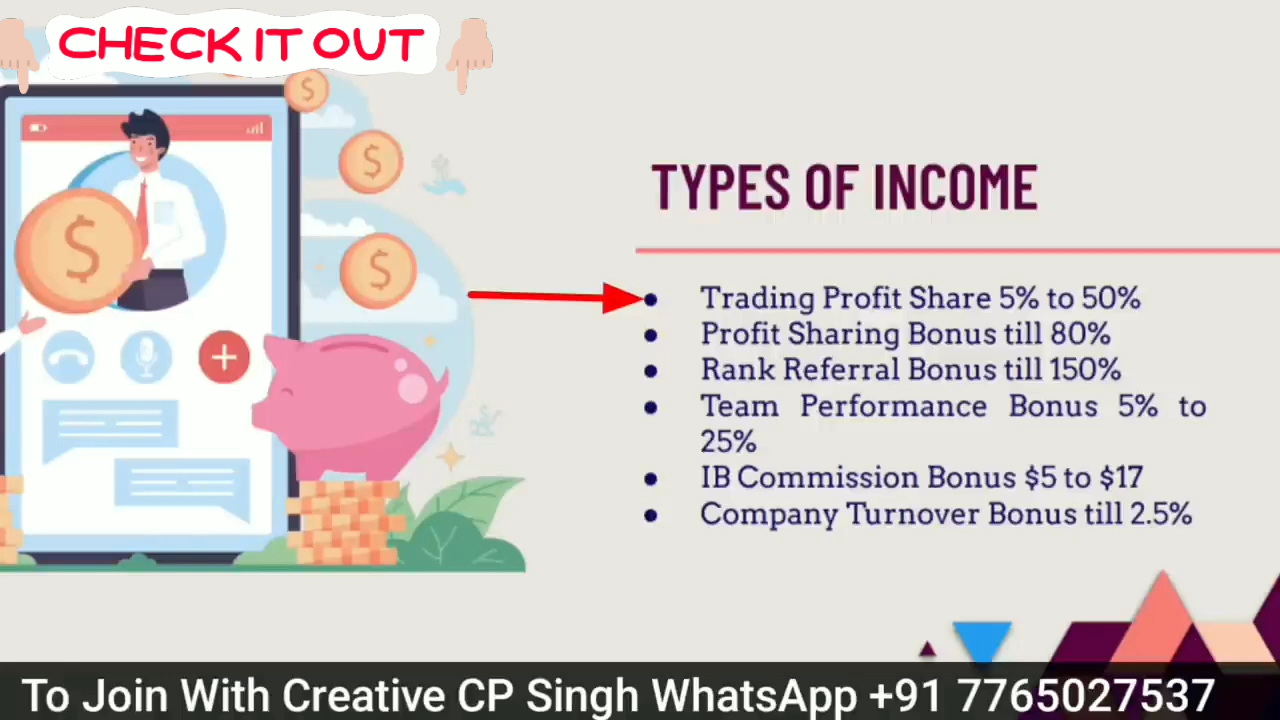 CHECK IT OUT
TYPES OF INCOME
● Trading Profit Share 5% to 50%
● Profit Sharing Bonus till 80%
● Rank Referral Bonus till 150%
● Team Performance Bonus 5% to
25%
● IB Commission Bonus $5 to $17
● Company Turnover Bonus till 2.5%
To Join With Creative CP Singh WhatsApp +91 7765027537